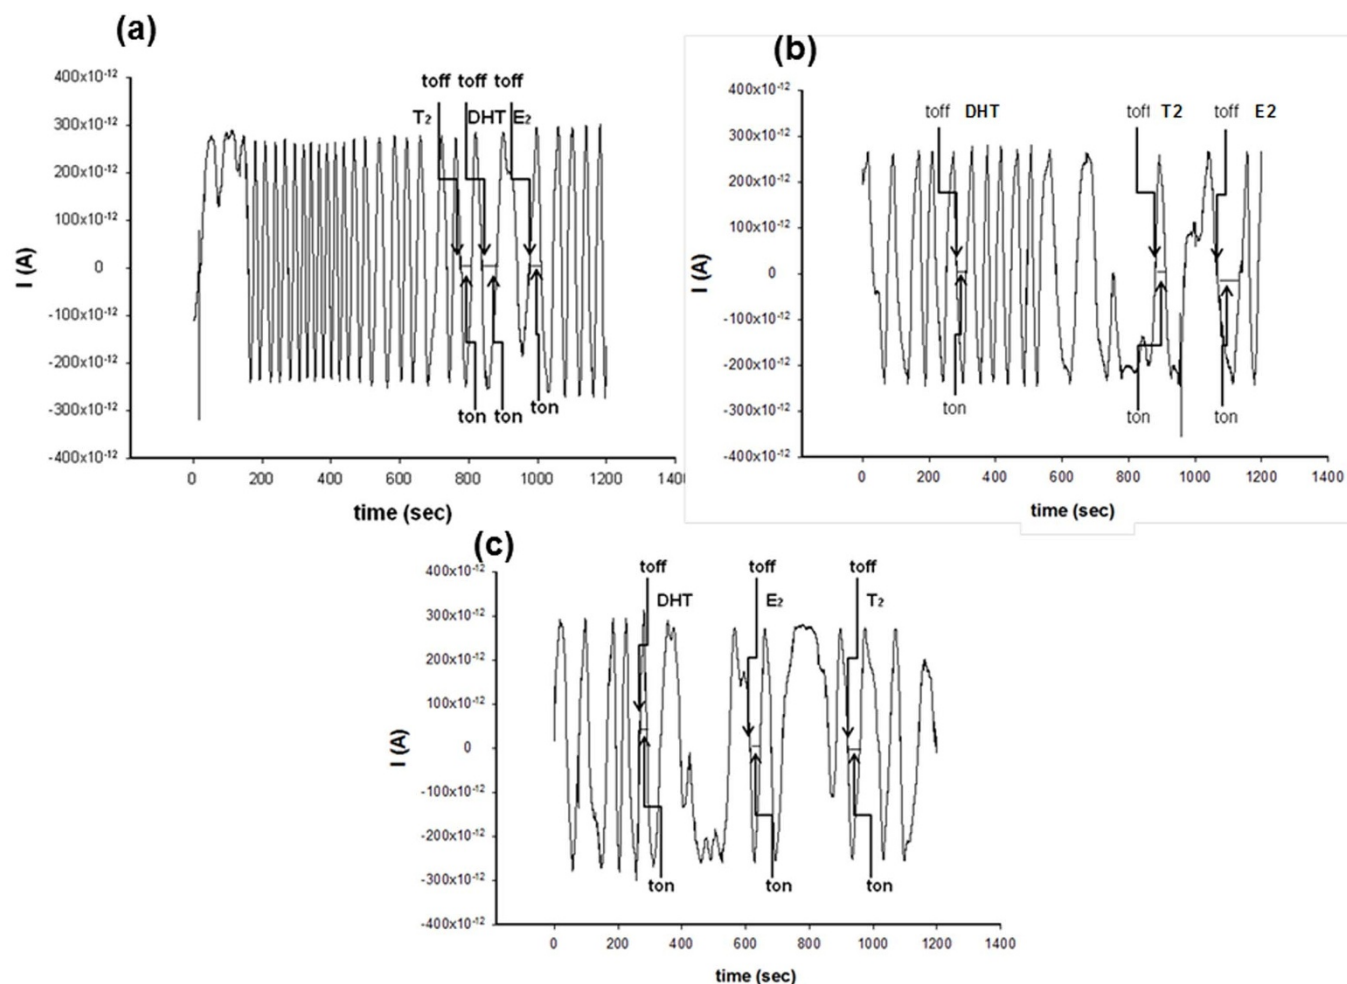 (a)
400x10-12
300x10-12
200x10-12
100x10-12
0
-100x10-12
-200x10-12
-300x10-12
-400x10-12
I (A)
toff toff toff
T2 DHT E2
ton ton ton
0 200 400 600 800 1000 1200 1400
time (sec)
(b)
400x10-12
300x10-12
200x10-12
100x10-12
0
-100x10-12
-200x10-12
-300x10-12
-400x10-12
I (A)
toff DHT toff T2 toff E2
ton ton ton
0 200 400 600 800 1000 1200 1400
time (sec)
(c)
400x10-12
300x10-12
200x10-12
100x10-12
0
-100x10-12
-200x10-12
-300x10-12
-400x10-12
I (A)
toff toff toff
DHT E2 T2
ton ton ton
0 200 400 600 800 1000 1200 1400
time (sec)